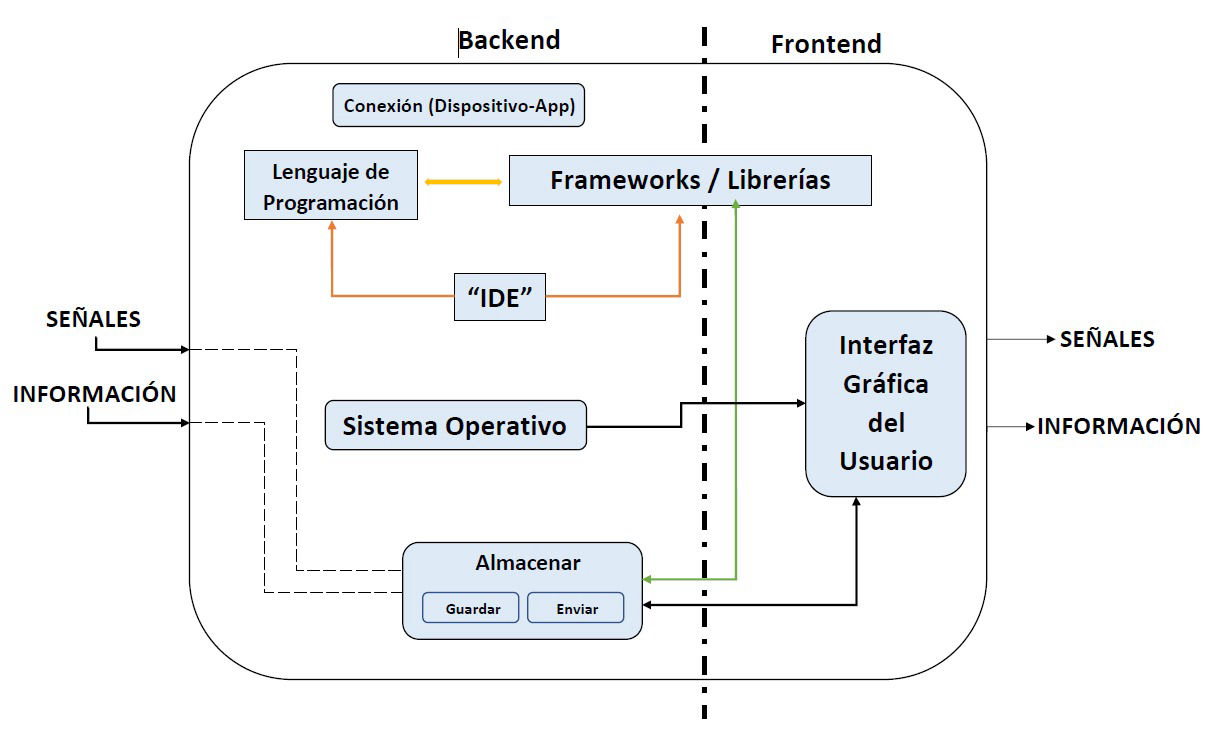 Backend
Frontend
Conexión (Dispositivo-App)
Lenguaje de
Programación
Frameworks / Librerías
“IDE”
SEÑALES
INFORMACIÓN
Sistema Operativo
Interfaz
Gráfica
del
Usuario
SEÑALES
INFORMACIÓN
Almacenar
Guardar
Enviar